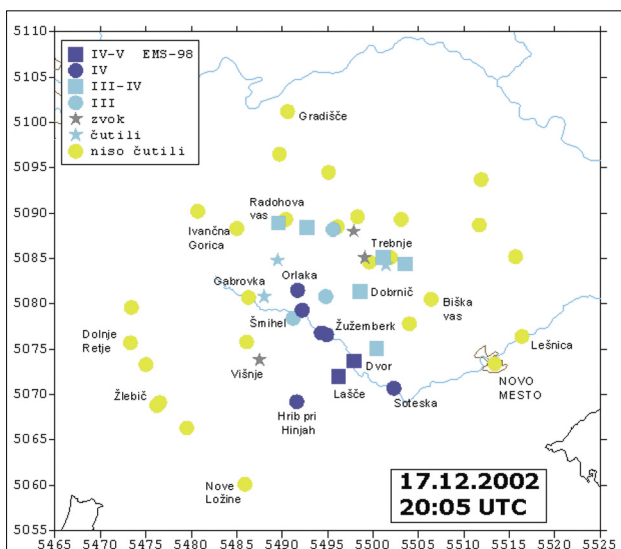 5110
5105
5100
5095
5090
5085
5080
5075
5070
5065
5060
5055
IV-V EMS-98
IV
III-IV
III
zvok
čutili
niso čutili
Gradišče
Radohova
vas
Ivančna
Gorica
Trebnje
Orlaka
Gabrovka
Dobrnič
Biška
vas
Šmihel
Žužemberk
Dolnje
Retje
Lešnica
Višnje
Dvor
NOVO
MESTO
Žlebič
Lašče
Soteska
Hrib pri
Hinjah
Nove
Ložine
17.12.2002
20:05 UTC
5465 5470 5475 5480 5485 5490 5495 5500 5505 5510 5515 5520 5525